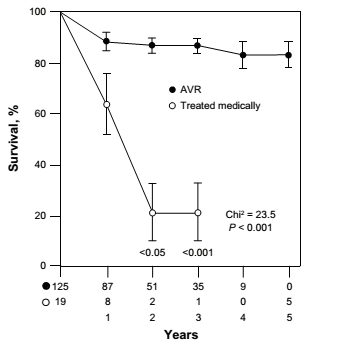 100
80
60
40
20
0
Survival, %
AVR
Treated medically
Chi² = 23.5
P < 0.001
<0.05 <0.001
125 87 51 35 9 0
19 8 2 1 0 5
1 2 3 4 5
Years